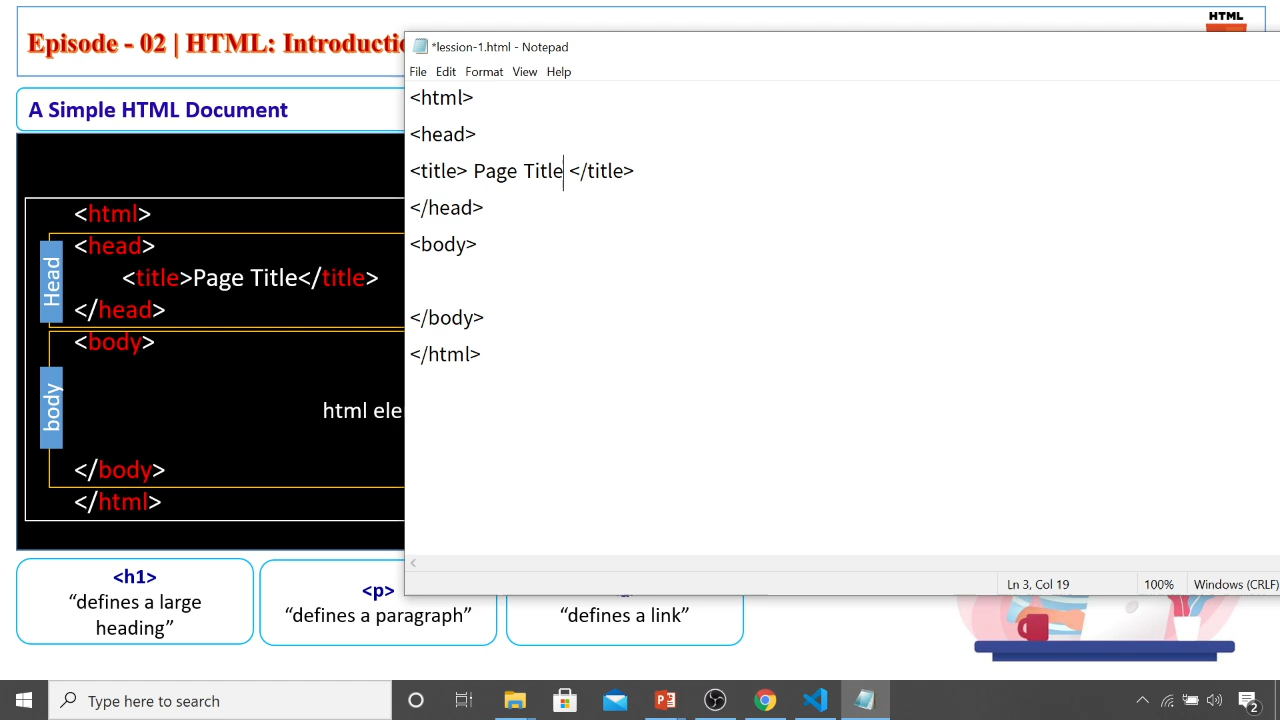 HTML
Episode - 02 | HTML: Introductio
A Simple HTML Document
<html>
<head>
<title>Page Title</title>
</head>
<body>
html ele
</body>
</html>
Head
body
*lession-1.html - Notepad
File Edit Format View Help
<html>
<head>
<title> Page Title </title>
</head>
<body>
</body>
</html>
Ln 3, Col 19 100% Windows (CRLF)
<h1>
“defines a large
heading”
<p>
“defines a paragraph”
“defines a link”
Type here to search
2